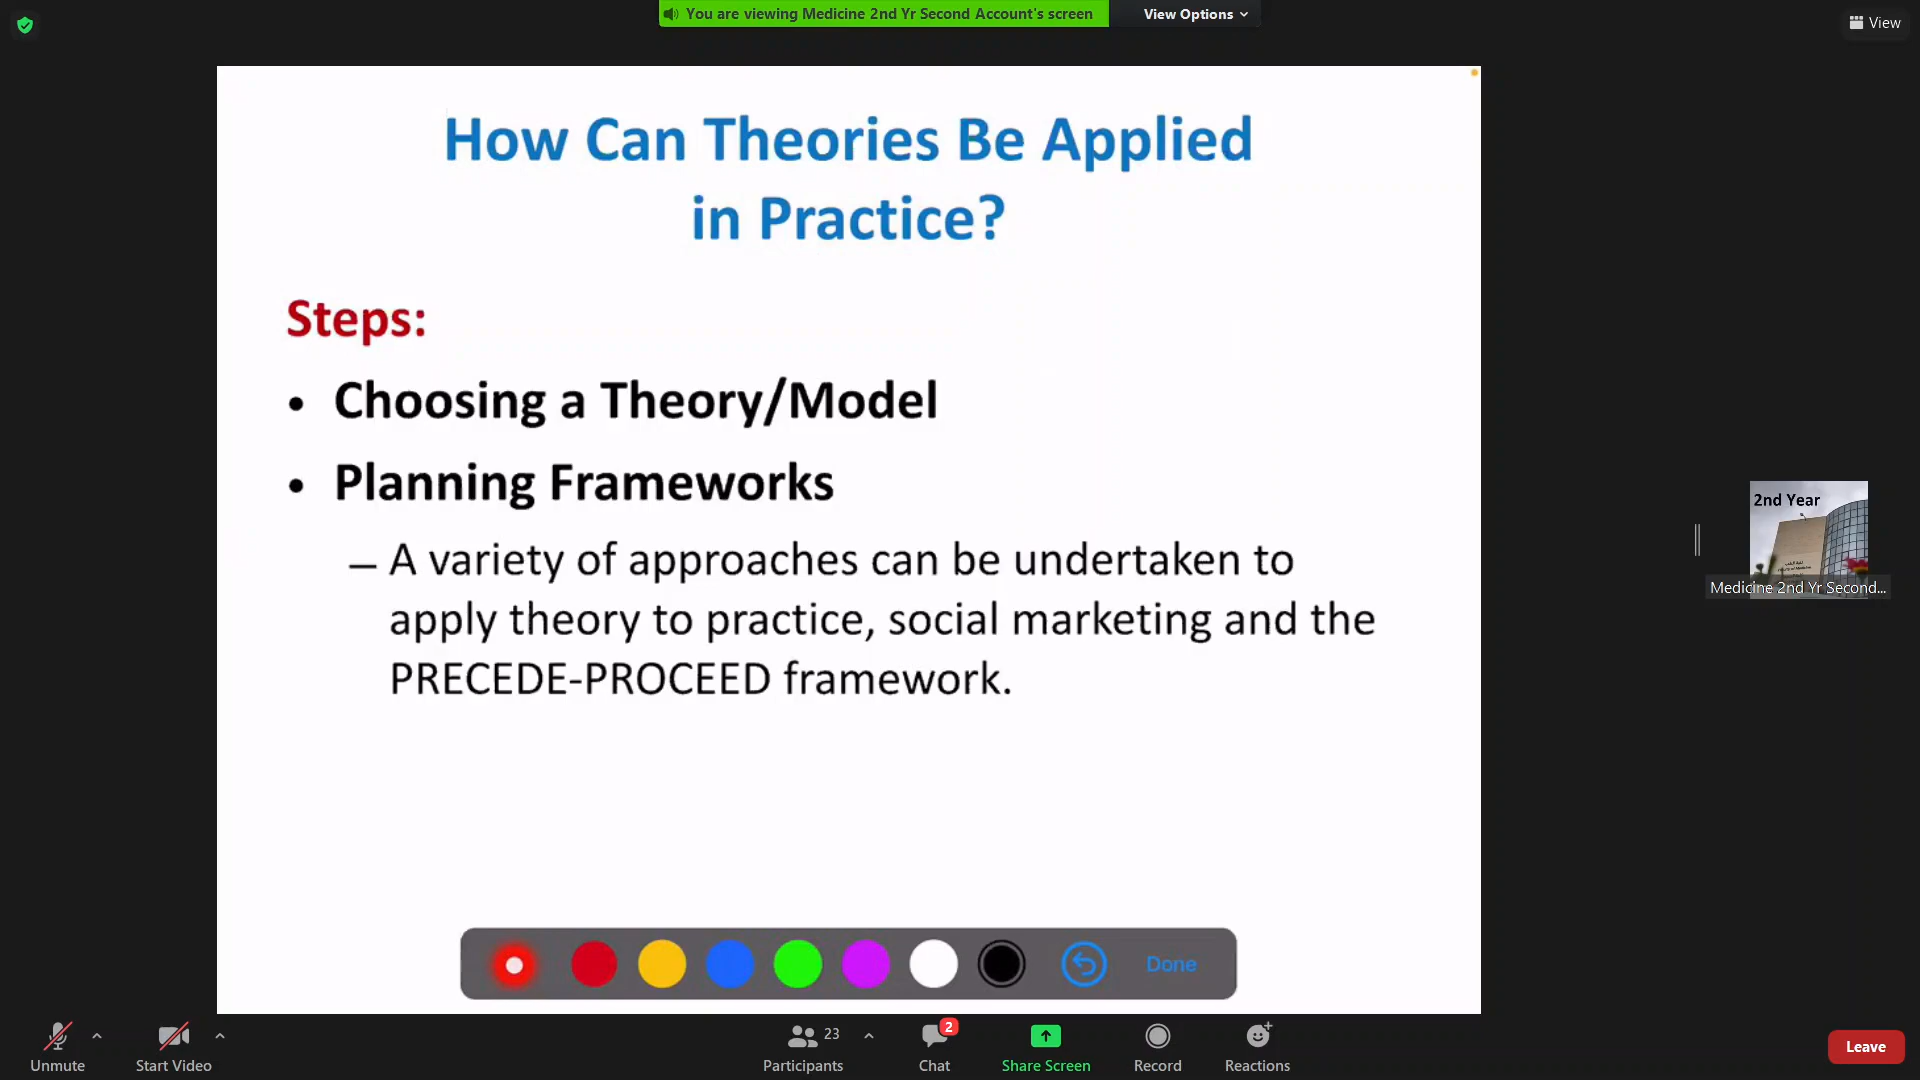 You are viewing Medicine 2nd Yr Second Account's screen
View Options
View
How Can Theories Be Applied
in Practice?
Steps:
• Choosing a Theory/Model
• Planning Frameworks
– A variety of approaches can be undertaken to
apply theory to practice, social marketing and the
PRECEDE-PROCEED framework.
2nd Year
Medicine 2nd Yr Second...
Done
Unmute
Start Video
23
Participants
2
Chat
Share Screen
Record
Reactions
Leave